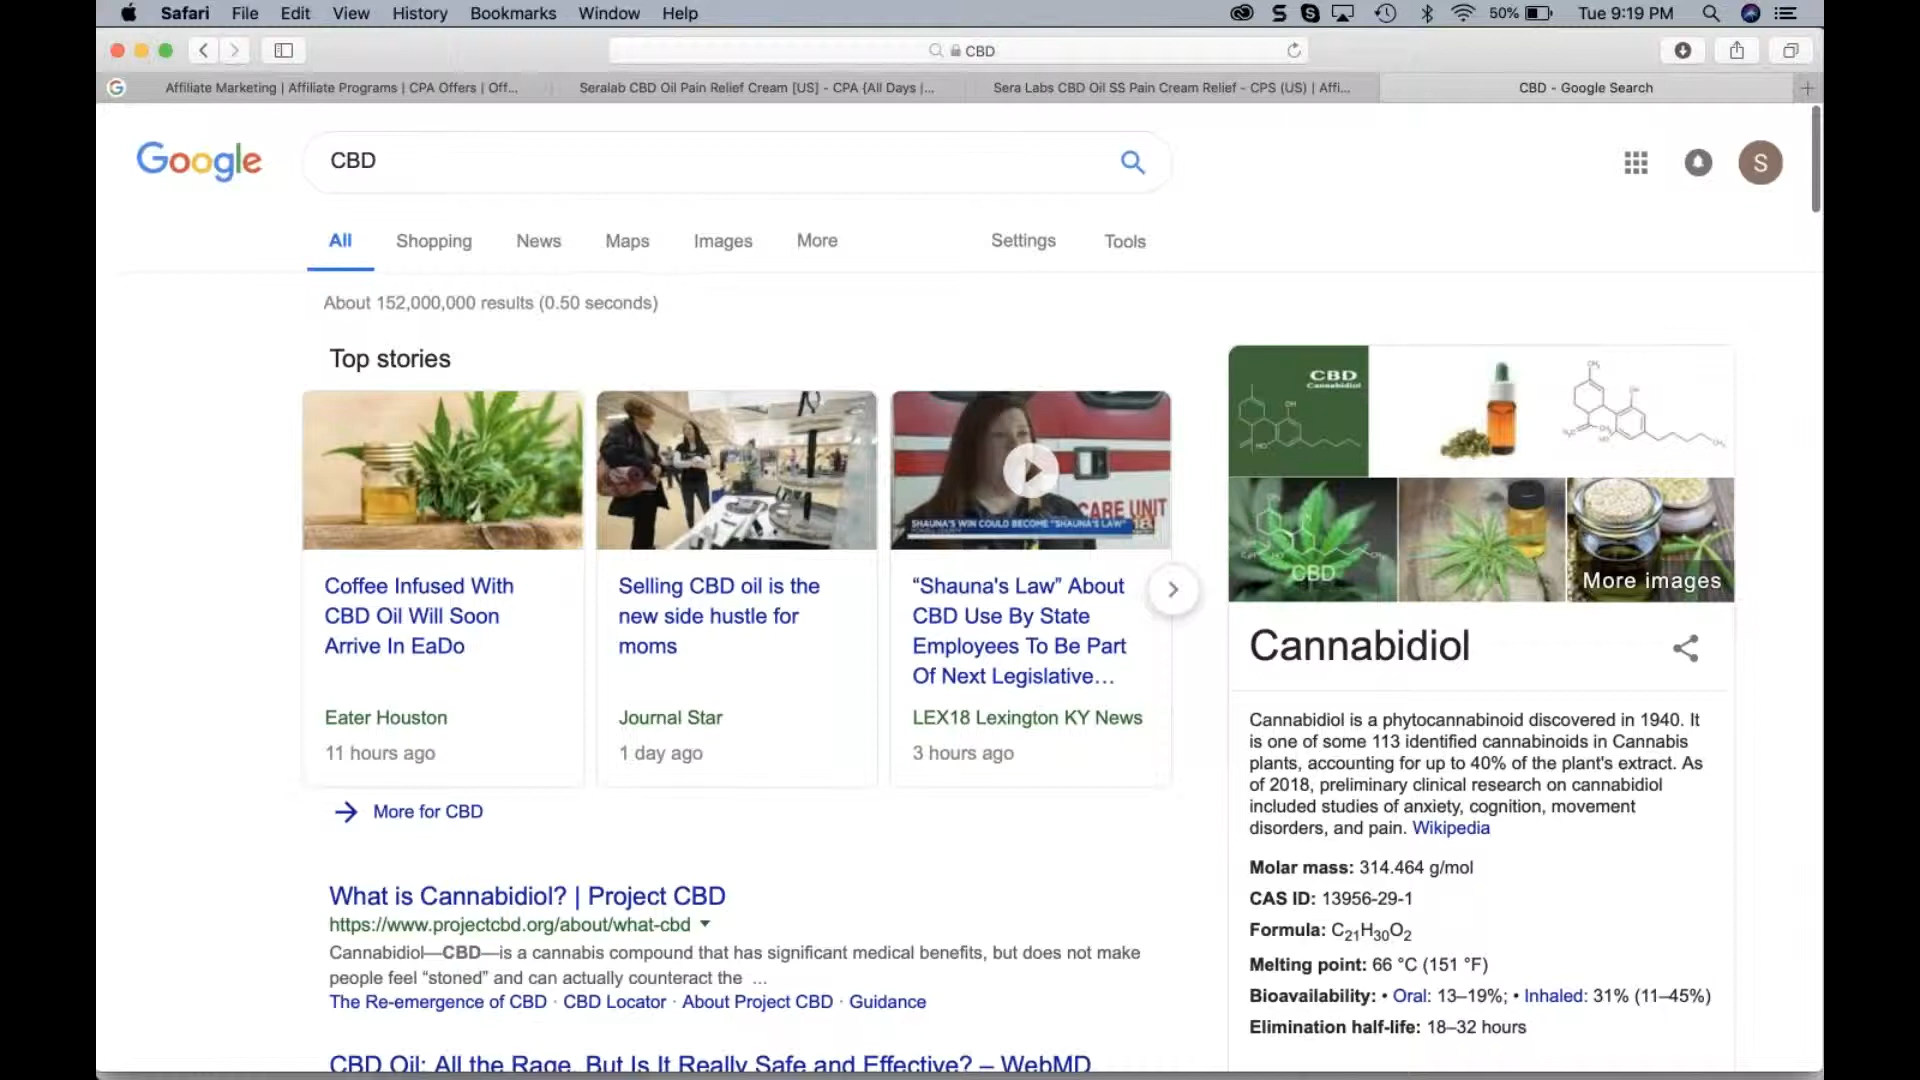 Safari File Edit View History Bookmarks Window Help 50% Tue 9:19 PM
CBD
Affiliate Marketing | Affiliate Programs | CPA Offers | Off...
Seralab CBD Oil Pain Relief Cream [US] - CPA {All Days |...
Sera Labs CBD Oil SS Pain Cream Relief - CPS (US) | Affi...
CBD - Google Search
Google
CBD
S
All Shopping News Maps Images More Settings Tools
About 152,000,000 results (0.50 seconds)
Top stories
SHAUNA'S WIN COULD BECOME "SHAUNA'S LAW"
CARE UNIT
18
Coffee Infused With
CBD Oil Will Soon
Arrive In EaDo
Eater Houston
11 hours ago
Selling CBD oil is the
new side hustle for
moms
Journal Star
1 day ago
“Shauna's Law” About
CBD Use By State
Employees To Be Part
Of Next Legislative…
LEX18 Lexington KY News
3 hours ago
More for CBD
What is Cannabidiol? | Project CBD
https://www.projectcbd.org/about/what-cbd
Cannabidiol—CBD—is a cannabis compound that has significant medical benefits, but does not make
people feel “stoned” and can actually counteract the ...
The Re-emergence of CBD · CBD Locator · About Project CBD · Guidance
CBD Oil: All the Rage, But Is It Really Safe and Effective? – WebMD
CBD
Cannabidiol
CBD
More images
Cannabidiol
Cannabidiol is a phytocannabinoid discovered in 1940. It
is one of some 113 identified cannabinoids in Cannabis
plants, accounting for up to 40% of the plant's extract. As
of 2018, preliminary clinical research on cannabidiol
included studies of anxiety, cognition, movement
disorders, and pain. Wikipedia
Molar mass: 314.464 g/mol
CAS ID: 13956-29-1
Formula: C₂₁H₃₀O₂
Melting point: 66 °C (151 °F)
Bioavailability: • Oral: 13–19%; • Inhaled: 31% (11–45%)
Elimination half-life: 18–32 hours